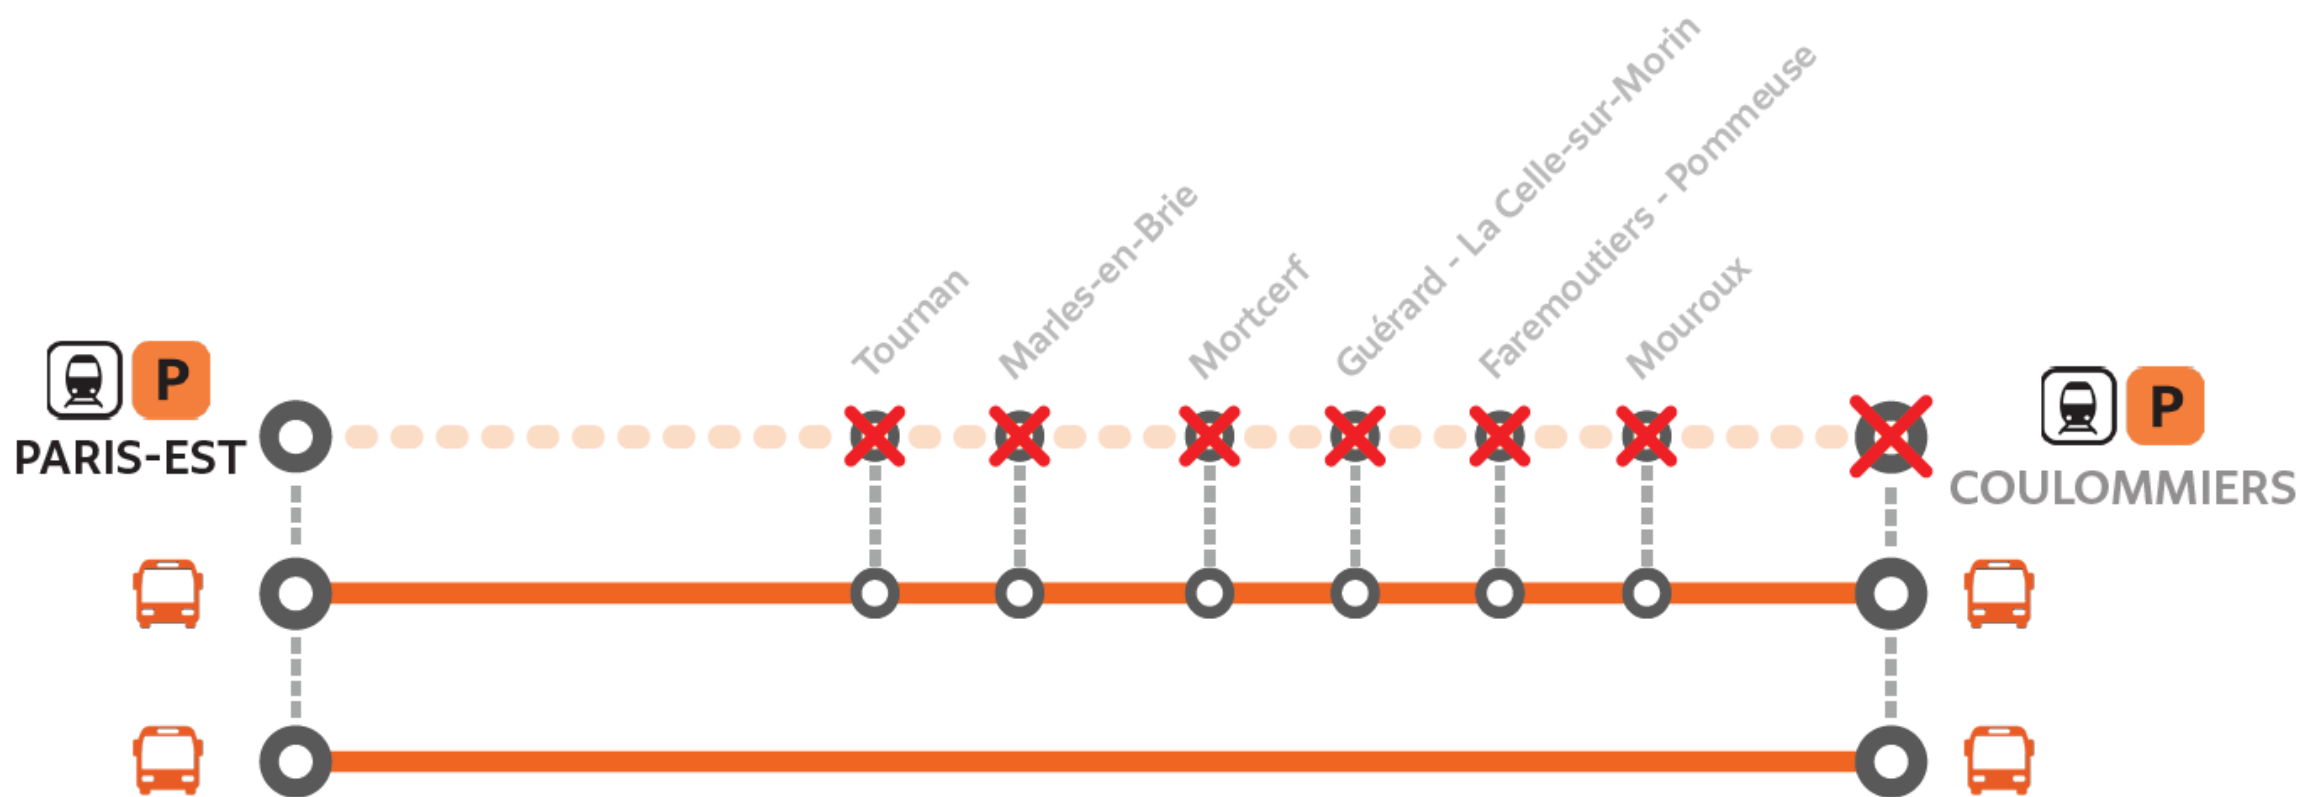 Tournan
Marles-en-Brie
Mortcerf
Guérard - La Celle-sur-Morin
Faremoutiers - Pommeuse
Mouroux
P
PARIS-EST
P
COULOMMIERS